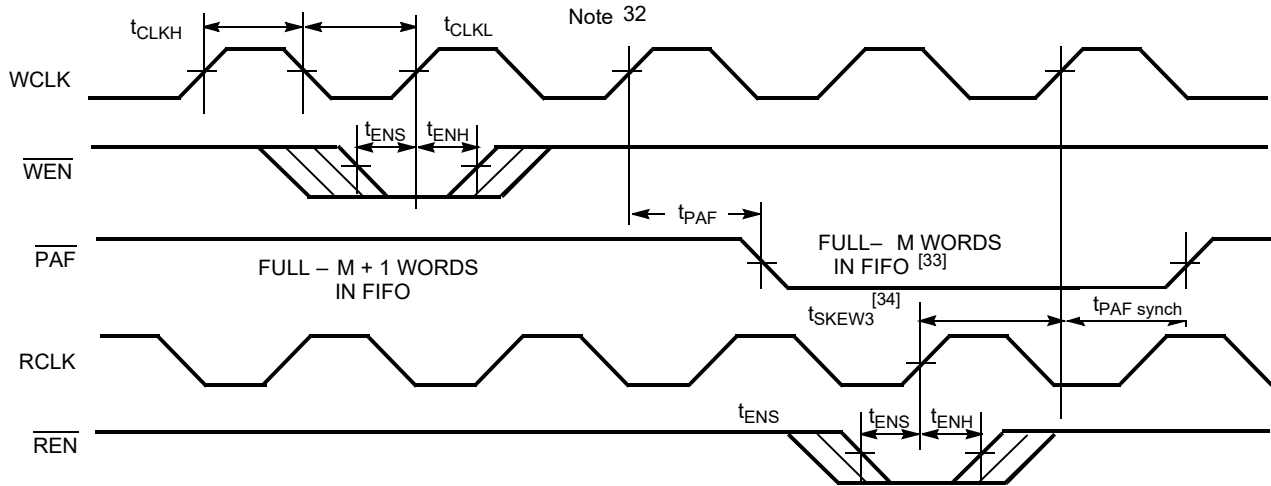 Note 32
tCLKH
tCLKL
WCLK
tENS
tENH
WEN
tPAF
PAF
FULL – M + 1 WORDS
IN FIFO
FULL– M WORDS
IN FIFO [33]
tSKEW3 [34]
tPAF synch
RCLK
tENS
tENS
tENH
REN